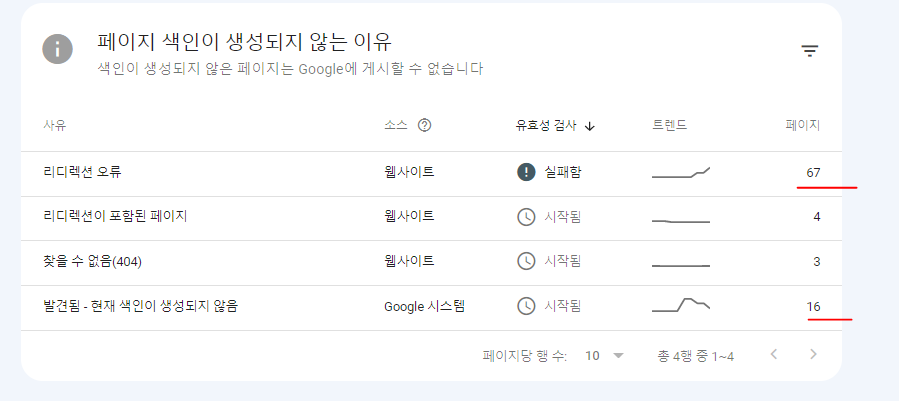 페이지 색인이 생성되지 않는 이유
색인이 생성되지 않은 페이지는 Google에 게시할 수 없습니다
사유 소스 유효성 검사 트렌드 페이지
리디렉션 오류 웹사이트 실패함 67
리디렉션이 포함된 페이지 웹사이트 시작됨 4
찾을 수 없음(404) 웹사이트 시작됨 3
발견됨 - 현재 색인이 생성되지 않음 Google 시스템 시작됨 16
페이지당 행 수: 10 총 4행 중 1~4